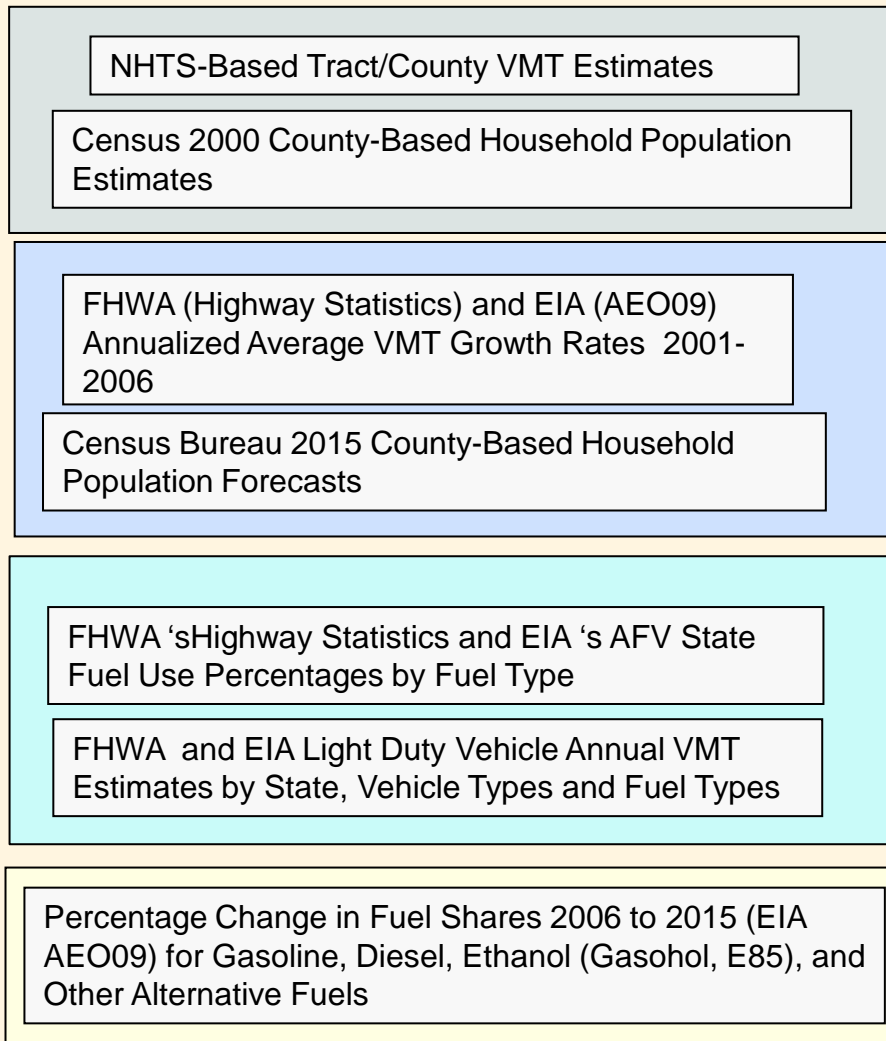 NHTS-Based Tract/County VMT Estimates
Census 2000 County-Based Household Population
Estimates
FHWA (Highway Statistics) and EIA (AEO09)
Annualized Average VMT Growth Rates 2001-
2006
Census Bureau 2015 County-Based Household
Population Forecasts
FHWA ‘sHighway Statistics and EIA ‘s AFV State
Fuel Use Percentages by Fuel Type
FHWA and EIA Light Duty Vehicle Annual VMT
Estimates by State, Vehicle Types and Fuel Types
Percentage Change in Fuel Shares 2006 to 2015 (EIA
AEO09) for Gasoline, Diesel, Ethanol (Gasohol, E85), and
Other Alternative Fuels